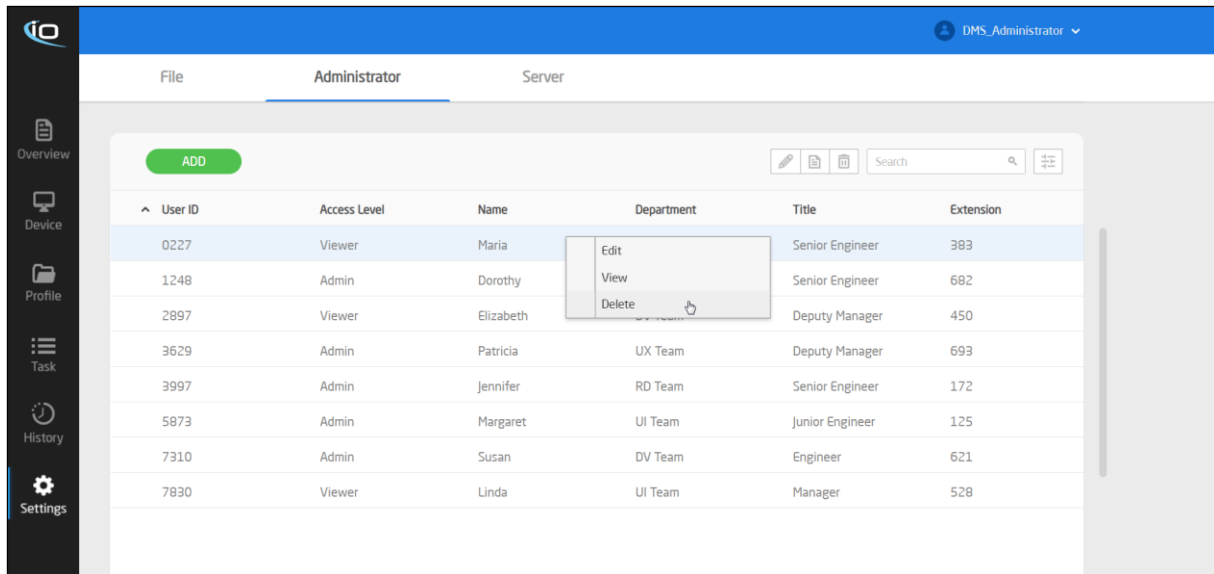 iO
DMS_Administrator
File Administrator Server
Overview
Device
Profile
Task
History
Settings
ADD Search
User ID Access Level Name Department Title Extension
0227 Viewer Maria Senior Engineer 383
1248 Admin Dorothy Senior Engineer 682
2897 Viewer Elizabeth Deputy Manager 450
3629 Admin Patricia UX Team Deputy Manager 693
3997 Admin Jennifer RD Team Senior Engineer 172
5873 Admin Margaret UI Team Junior Engineer 125
7310 Admin Susan DV Team Engineer 621
7830 Viewer Linda UI Team Manager 528
Edit
View
Delete